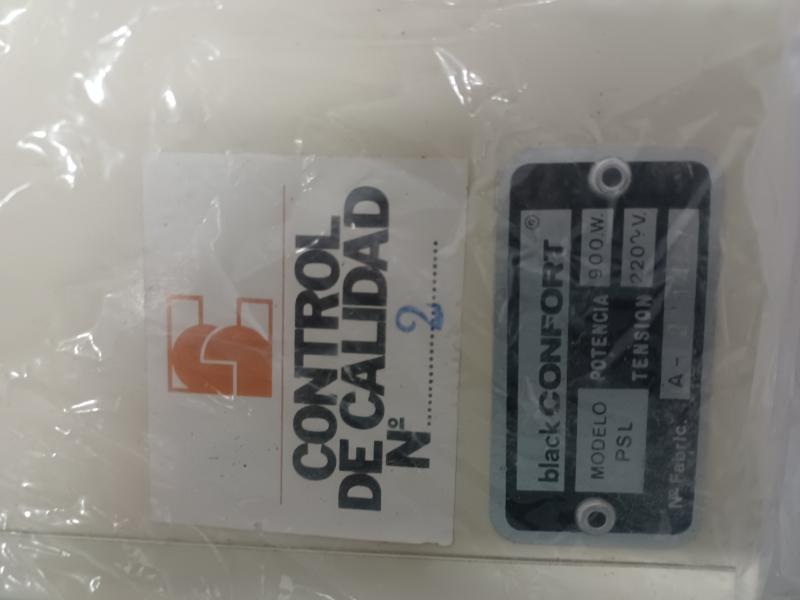 CONTROL
DE CALIDAD
Nº 2
black CONFORT ©
MODELO
PSL
POTENCIA 900 W.
TENSION 220~V.
Nº Fabric. A-